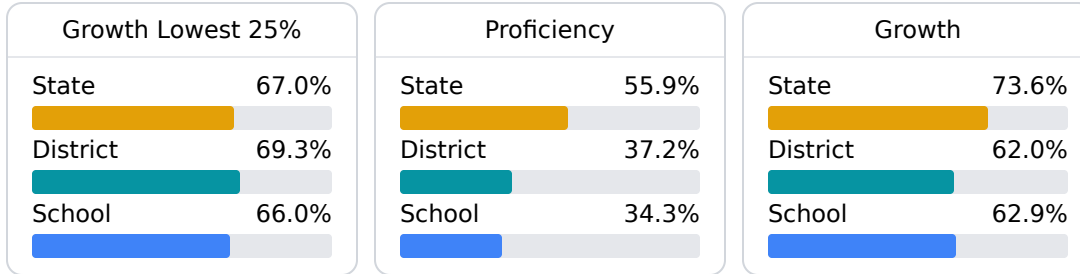 Growth Lowest 25%
State 67.0%
District 69.3%
School 66.0%
Proficiency
State 55.9%
District 37.2%
School 34.3%
Growth
State 73.6%
District 62.0%
School 62.9%